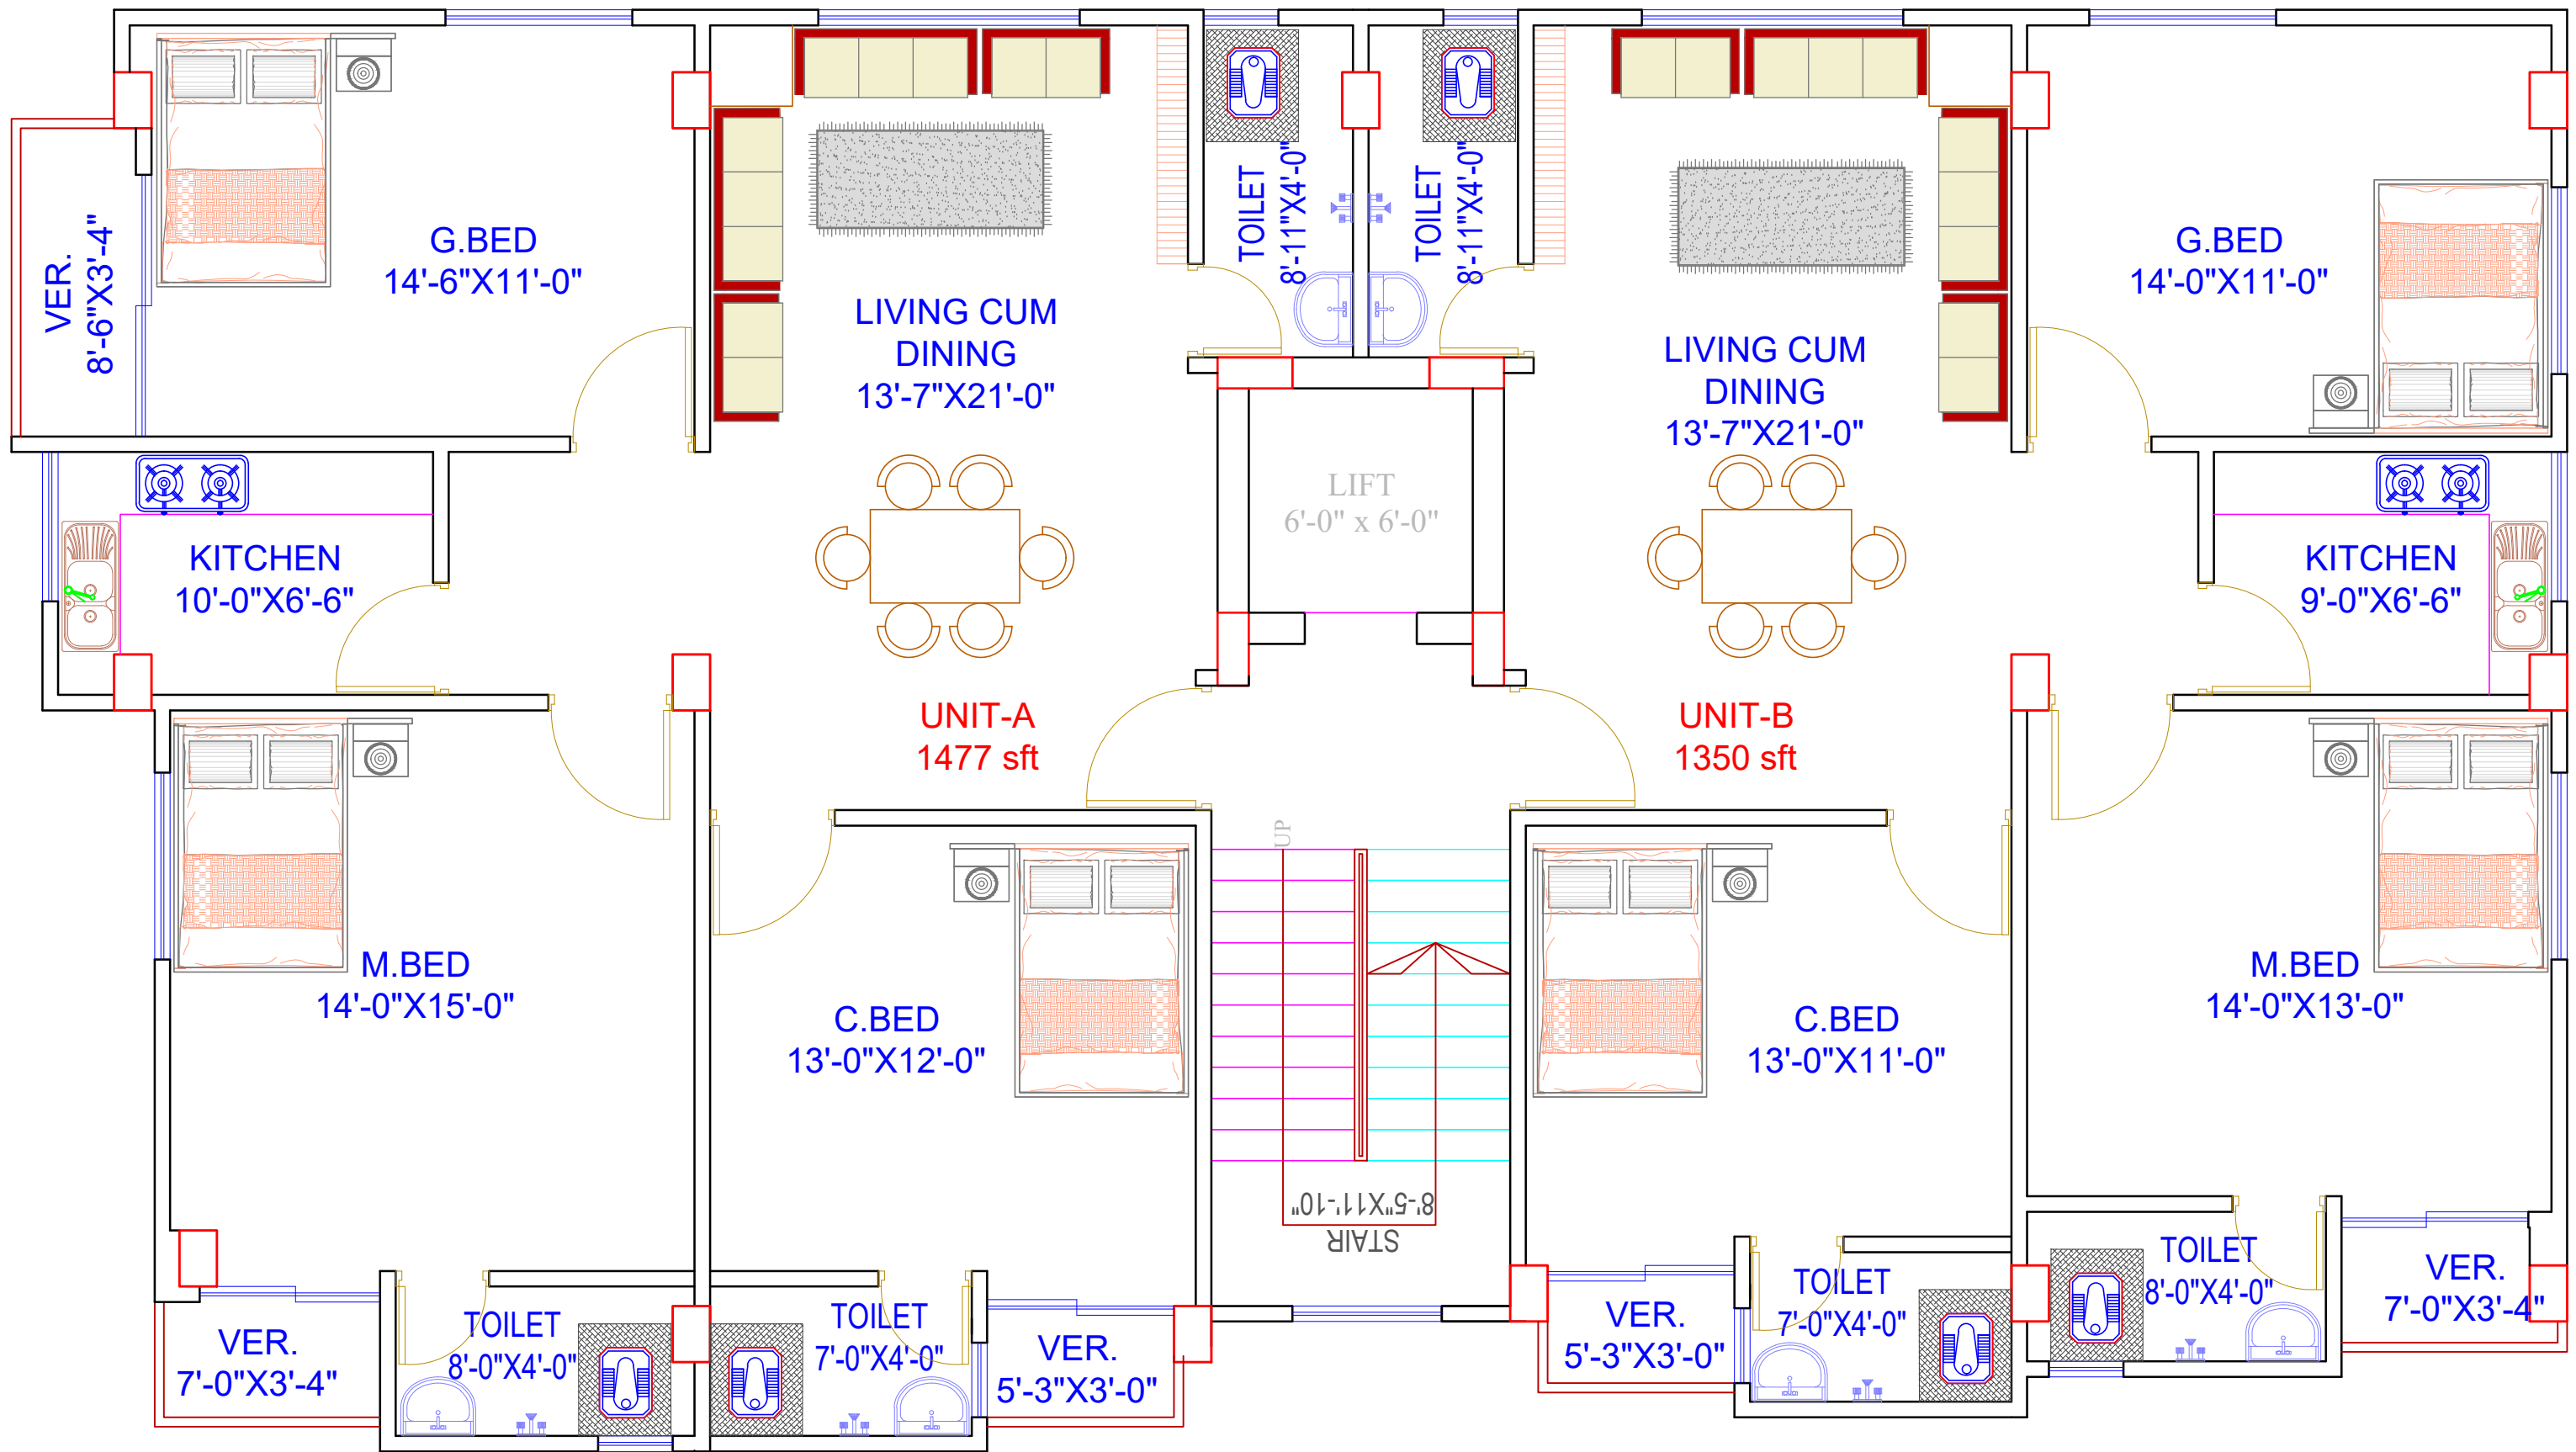 VER.
8'-6"X3'-4"
G.BED
14'-6"X11'-0"
LIVING CUM
DINING
13'-7"X21'-0"
TOILET
8'-11"X4'-0"
TOILET
8'-11"X4'-0"
LIVING CUM
DINING
13'-7"X21'-0"
G.BED
14'-0"X11'-0"
KITCHEN
10'-0"X6'-6"
LIFT
6'-0" x 6'-0"
KITCHEN
9'-0"X6'-6"
UNIT-A
1477 sft
UNIT-B
1350 sft
UP
M.BED
14'-0"X15'-0"
C.BED
13'-0"X12'-0"
C.BED
13'-0"X11'-0"
M.BED
14'-0"X13'-0"
STAIR
8'-5"X11'-10"
VER.
7'-0"X3'-4"
TOILET
8'-0"X4'-0"
TOILET
7'-0"X4'-0"
VER.
5'-3"X3'-0"
VER.
5'-3"X3'-0"
TOILET
7'-0"X4'-0"
TOILET
8'-0"X4'-0"
VER.
7'-0"X3'-4"